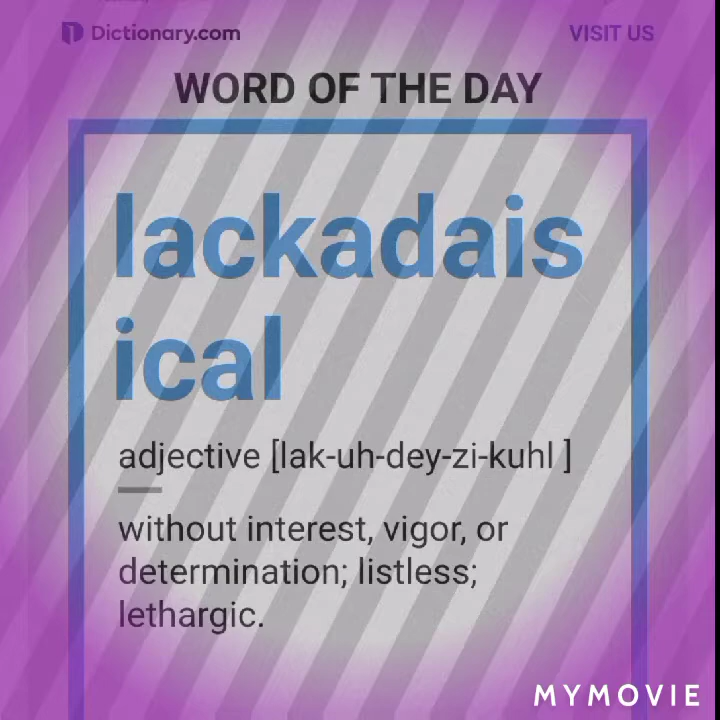 Dictionary.com VISIT US
WORD OF THE DAY
lackadais
ical
adjective [lak-uh-dey-zi-kuhl ]
without interest, vigor, or
determination; listless;
lethargic.
MYMOVIE